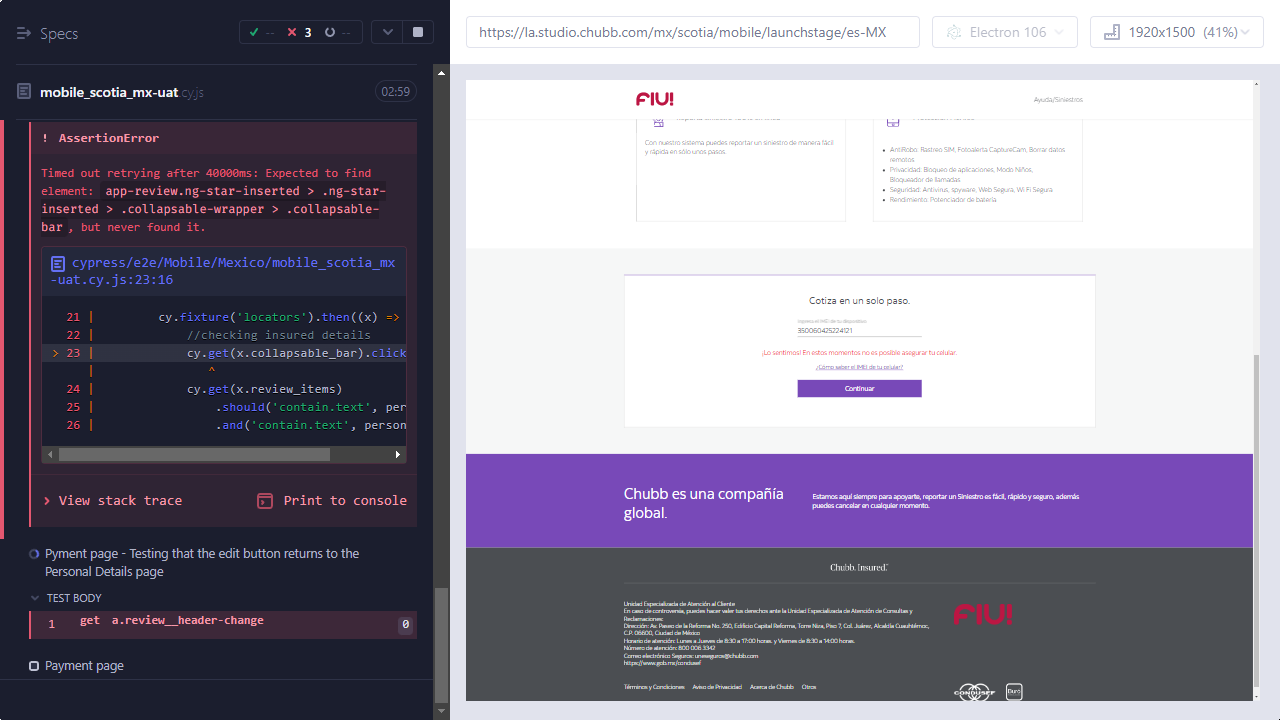 Specs
-- 3 --
mobile_scotia_mx-uat.cy.js
02:59
! AssertionError
Timed out retrying after 40000ms: Expected to find
element: app-review.ng-star-inserted > .ng-star-
inserted > .collapsable-wrapper > .collapsable-
bar, but never found it.
cypress/e2e/Mobile/Mexico/mobile_scotia_mx
-uat.cy.js:23:16
21 | cy.fixture('locators').then((x) =>
22 | //checking insured details
> 23 | cy.get(x.collapsable_bar).click
| ^
24 | cy.get(x.review_items)
25 | .should('contain.text', per
26 | .and('contain.text', person
> View stack trace
Print to console
Pyment page - Testing that the edit button returns to the
Personal Details page
TEST BODY
1 get a.review__header-change 0
Payment page
https://la.studio.chubb.com/mx/scotia/mobile/launchstage/es-MX
Electron 106
1920x1500 (41%)
FIU!
Ayuda/Siniestros
Con nuestro sistema puedes reportar un siniestro de manera fácil
y rápida en sólo unos pasos
AntiRobo: Rastreo SIM, Fotoalerta CaptureCam, Borrar datos
remotos
Privacidad: Bloqueo de aplicaciones, Modo Niños,
Bloqueador de llamadas
Seguridad: Antivirus, spyware, Web Segura, Wi Fi Segura
Rendimiento: Potenciador de batería
Cotiza en un solo paso.
Ingresa el IMEI de tu dispositivo
350060425224121
¡Lo sentimos! En estos momentos no es posible asegurar tu celular.
¿Cómo saber el IMEI de tu celular?
Continuar
Chubb es una compañía
global.
Estamos aquí siempre para apoyarte, reportar un Siniestro es fácil, rápido y seguro, además
puedes cancelar en cualquier momento.
Chubb. Insured.
Unidad Especializada de Atención al Cliente
En caso de controversia, puedes hacer valer tus derechos ante la Unidad Especializada de Atención de Consultas y
Reclamaciones:
Dirección: Av. Paseo de la Reforma No. 250, Edificio Capital Reforma, Torre Niza, Piso 7, Col. Juárez, Alcaldía Cuauhtémoc,
C.P. 06600, Ciudad de México
Horario de atención: Lunes a Jueves de 8:30 a 17:00 horas. y Viernes de 8:30 a 14:00 horas.
Número de atención: 800 006 3342
Correo electrónico Seguros: uneseguros@chubb.com
https://www.gob.mx/condusef
FIU!
Términos y Condiciones
Aviso de Privacidad
Acerca de Chubb
Otros
CONDUSEF
Buró